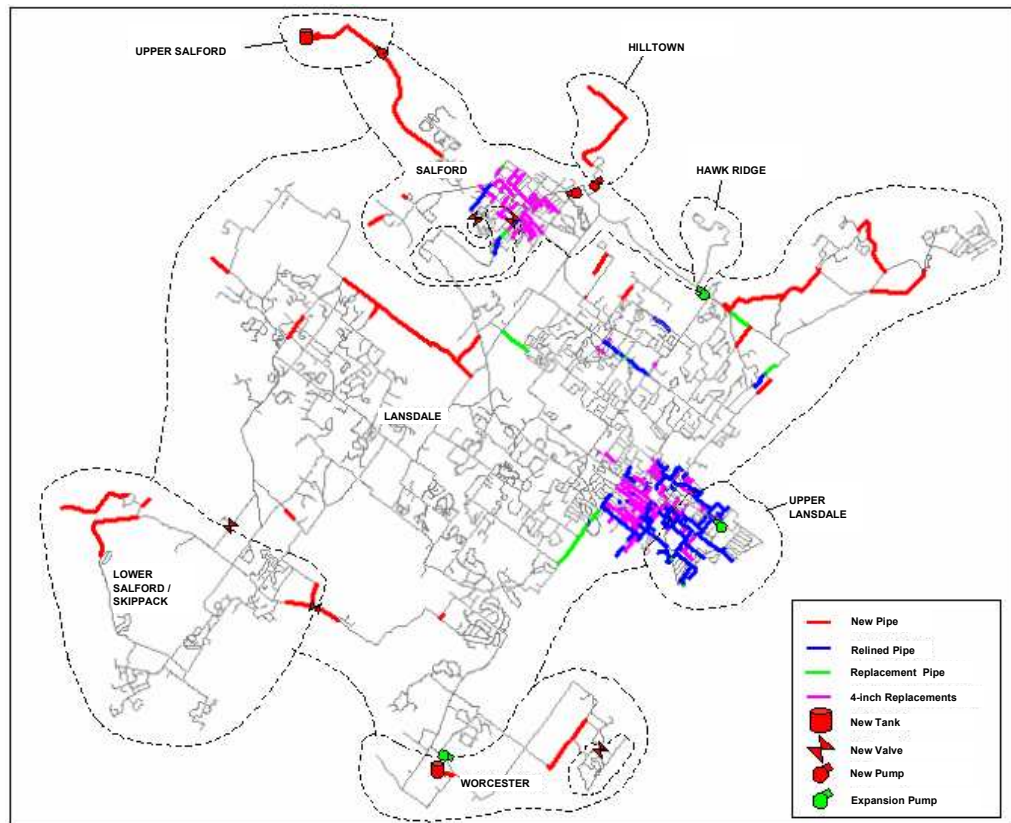 UPPER SALFORD
HILLTOWN
SALFORD
HAWK RIDGE
LANSDALE
UPPER
LANSDALE
LOWER
SALFORD /
SKIPPACK
WORCESTER
New Pipe
Relined Pipe
Replacement Pipe
4-inch Replacements
New Tank
New Valve
New Pump
Expansion Pump